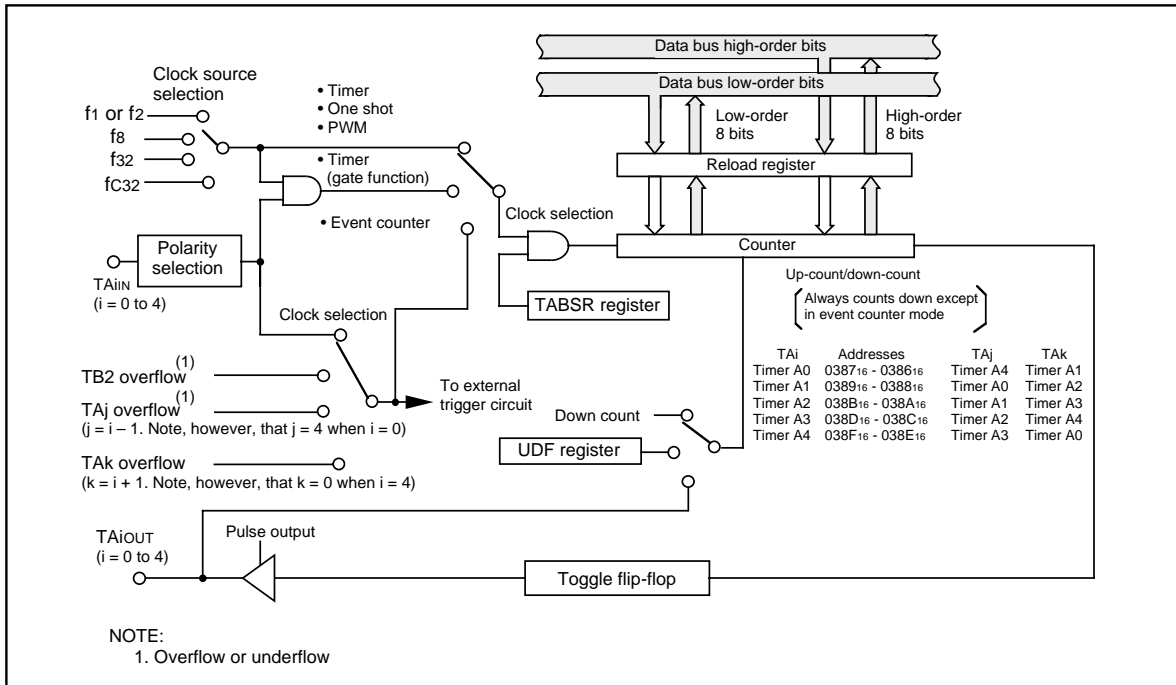 Data bus high-order bits
Data bus low-order bits
Clock source
selection
f1 or f2
f8
f32
fC32
• Timer
• One shot
• PWM
• Timer
(gate function)
• Event counter
Low-order
8 bits
High-order
8 bits
Reload register
Clock selection
Counter
Polarity
selection
TAiIN
(i = 0 to 4)
TABSR register
Up-count/down-count
Always counts down except
in event counter mode
Clock selection
TB2 overflow(1)
TAj overflow(1)
(j = i – 1. Note, however, that j = 4 when i = 0)
TAk overflow
(k = i + 1. Note, however, that k = 0 when i = 4)
To external
trigger circuit
Down count
UDF register
TAi Addresses TAj TAk
Timer A0 038716 - 038616 Timer A4 Timer A1
Timer A1 038916 - 038816 Timer A0 Timer A2
Timer A2 038B16 - 038A16 Timer A1 Timer A3
Timer A3 038D16 - 038C16 Timer A2 Timer A4
Timer A4 038F16 - 038E16 Timer A3 Timer A0
TAiOUT
(i = 0 to 4)
Pulse output
Toggle flip-flop
NOTE:
1. Overflow or underflow